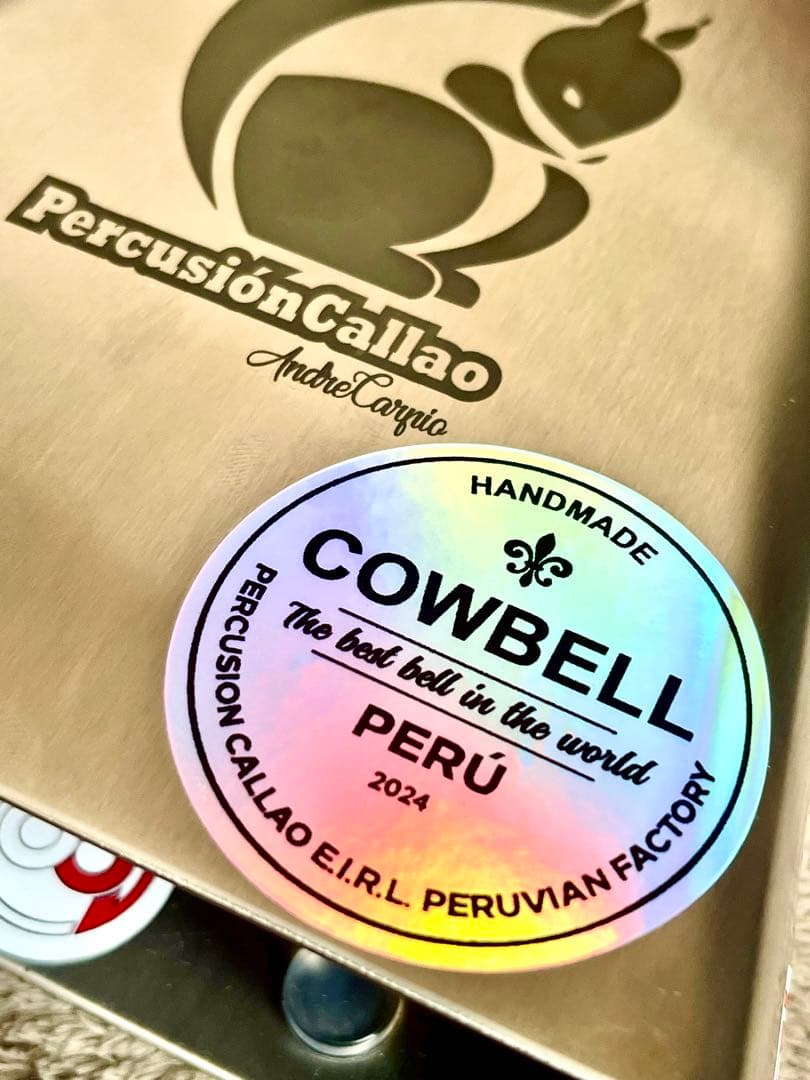 PercusiónCallao
AndreCarpio
HANDMADE
COWBELL
The best bell in the world
PERÚ
2024
PERCUSION CALLAO E.I.R.L. PERUVIAN FACTORY